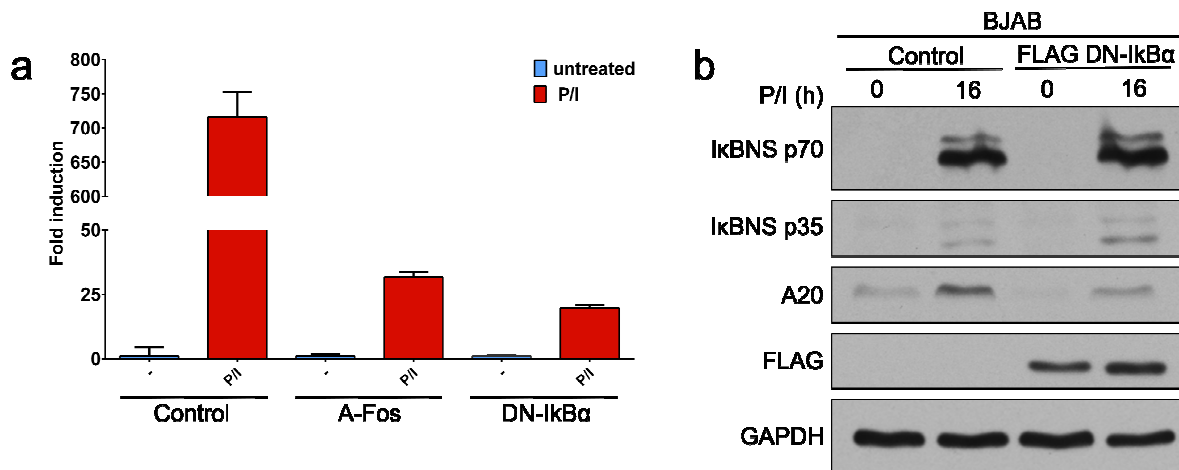 a
800
750
700
650
600
50
25
0
Fold induction
untreated
P/I
- P/I - P/I - P/I
Control A-Fos DN-IkBα
b
BJAB
Control FLAG DN-IkBα
P/I (h) 0 16 0 16
IκBNS p70
IκBNS p35
A20
FLAG
GAPDH